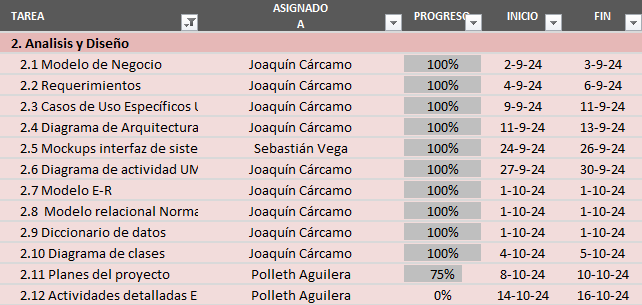 TAREA ASIGNADO A PROGRESO INICIO FIN
2. Analisis y Diseño
2.1 Modelo de Negocio Joaquín Cárcamo 100% 2-9-24 3-9-24
2.2 Requerimientos Joaquín Cárcamo 100% 4-9-24 6-9-24
2.3 Casos de Uso Específicos U Joaquín Cárcamo 100% 9-9-24 11-9-24
2.4 Diagrama de Arquitectura Joaquín Cárcamo 100% 11-9-24 13-9-24
2.5 Mockups interfaz de siste Sebastián Vega 100% 24-9-24 26-9-24
2.6 Diagrama de actividad UM Joaquín Cárcamo 100% 27-9-24 30-9-24
2.7 Modelo E-R Joaquín Cárcamo 100% 1-10-24 1-10-24
2.8 Modelo relacional Norma Joaquín Cárcamo 100% 1-10-24 1-10-24
2.9 Diccionario de datos Joaquín Cárcamo 100% 1-10-24 1-10-24
2.10 Diagrama de clases Joaquín Cárcamo 100% 4-10-24 5-10-24
2.11 Planes del proyecto Polleth Aguilera 75% 8-10-24 10-10-24
2.12 Actividades detalladas E Polleth Aguilera 0% 14-10-24 16-10-24